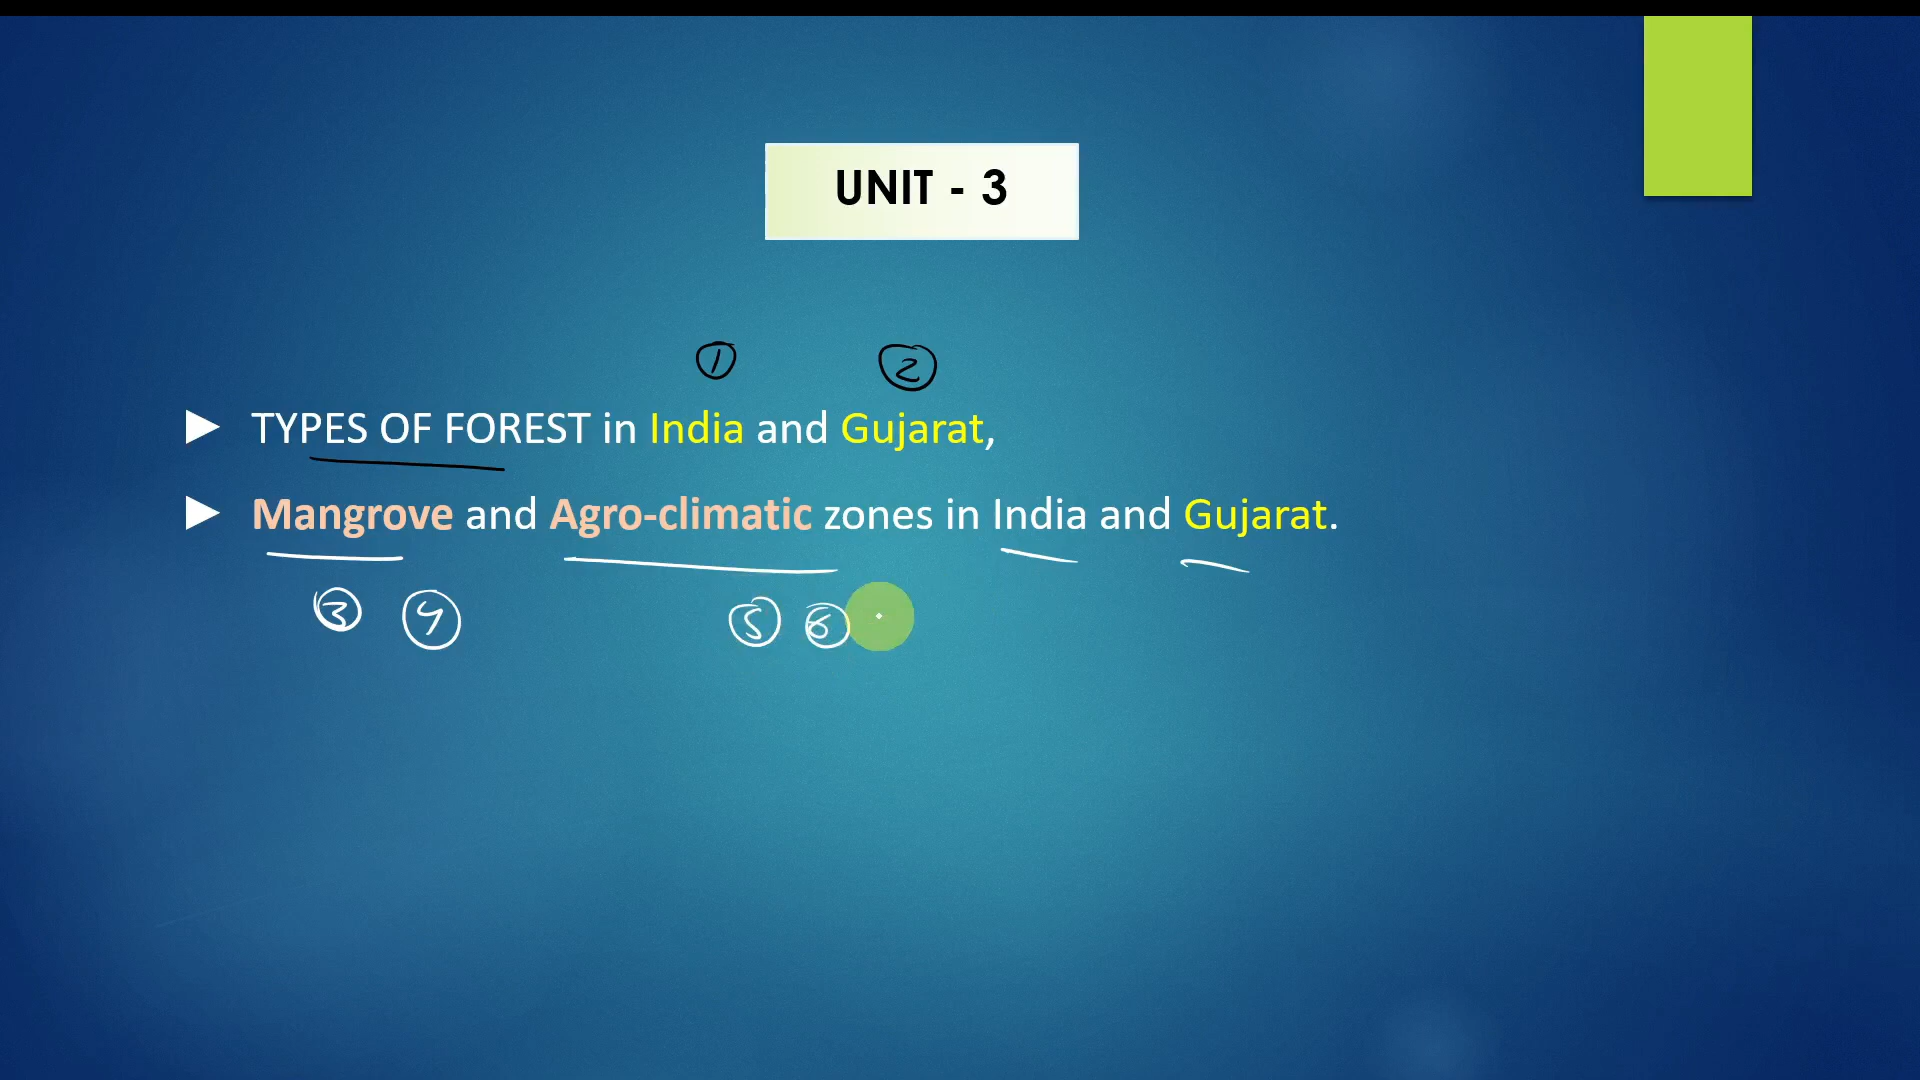 UNIT - 3
1 2
TYPES OF FOREST in India and Gujarat,
Mangrove and Agro-climatic zones in India and Gujarat.
3 4 5 6